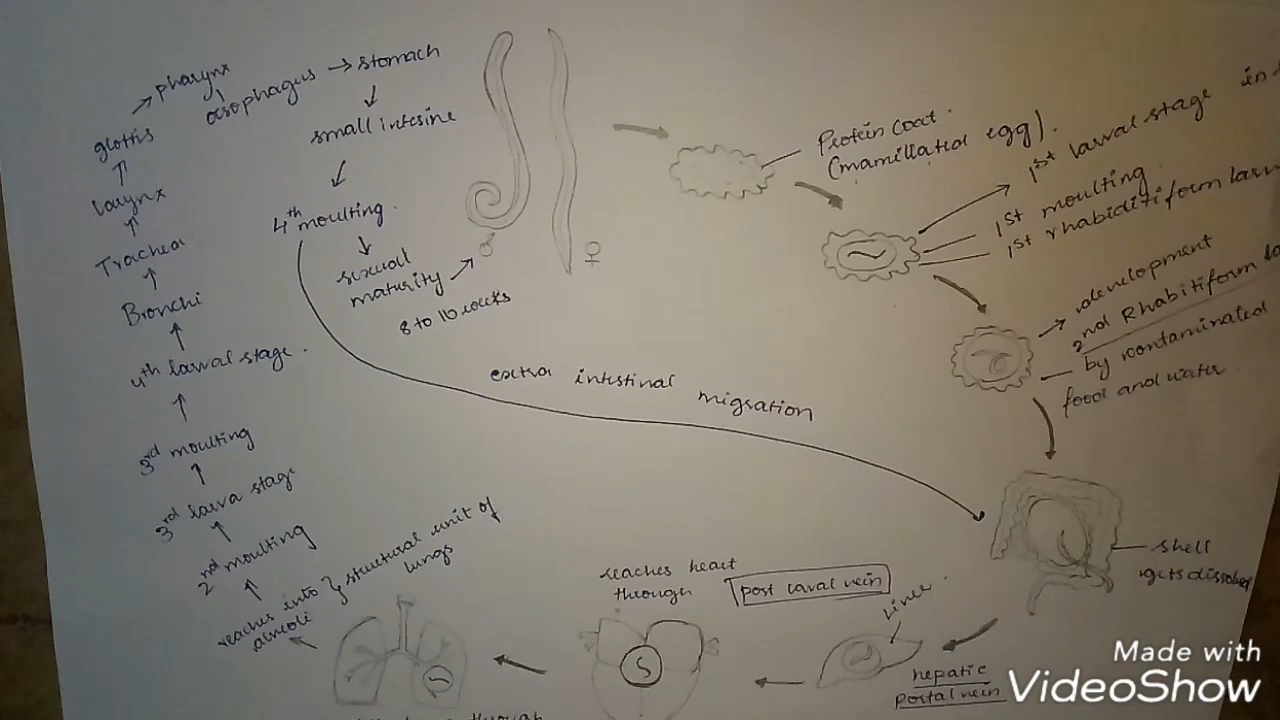 pharynx
oesophagus → stomach
glottis
small intesine
larynx
4th moulting.
Trachea
sexual
maturity
8 to 10 weeks
Bronchi
4th larval stage.
3rd moulting
3rd larva stage
2nd moulting
reaches into } structural unit of
alveoli lungs
♂
♀
Protein coat.
(mamillated egg).
1st larval stage in
1st moulting
1st rhabiditiform
development
2nd Rhabitiform
by contaminated
food and water
extra intestinal migration
shell
gets
reaches heart
through post caval vein
Liver.
hepatic
portal vein
through
Made with
VideoShow